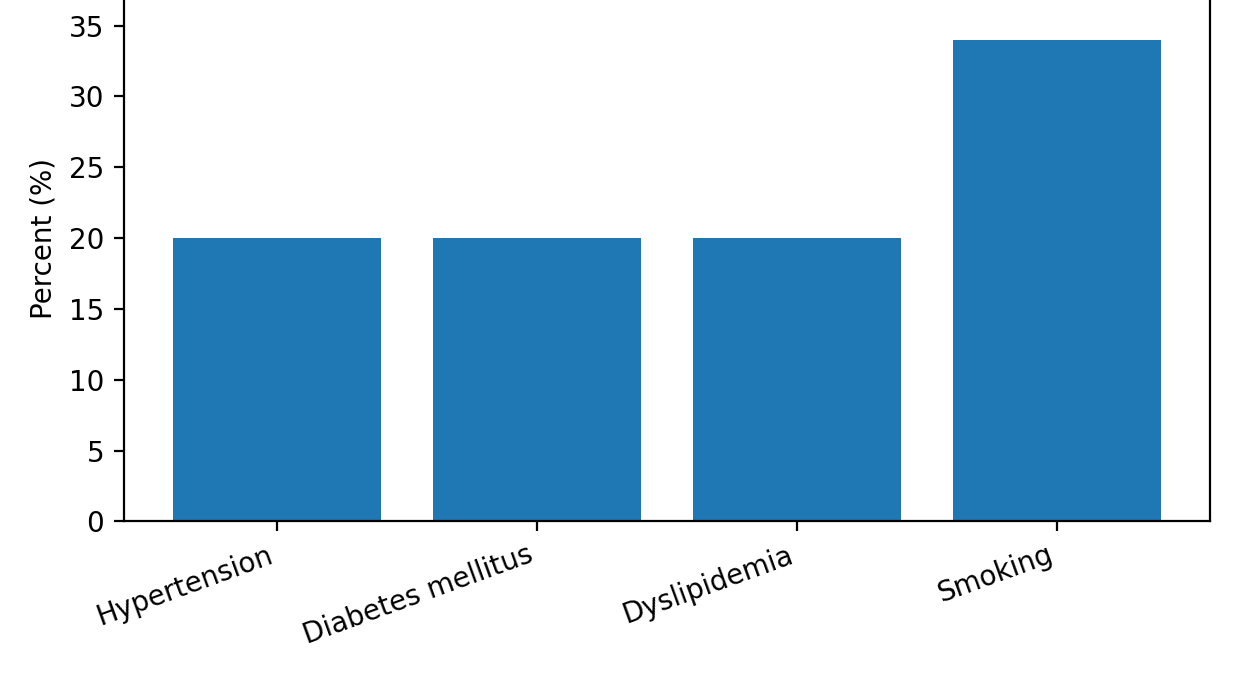 35
30
25
20
15
10
5
0
Percent (%)
Hypertension
Diabetes mellitus
Dyslipidemia
Smoking